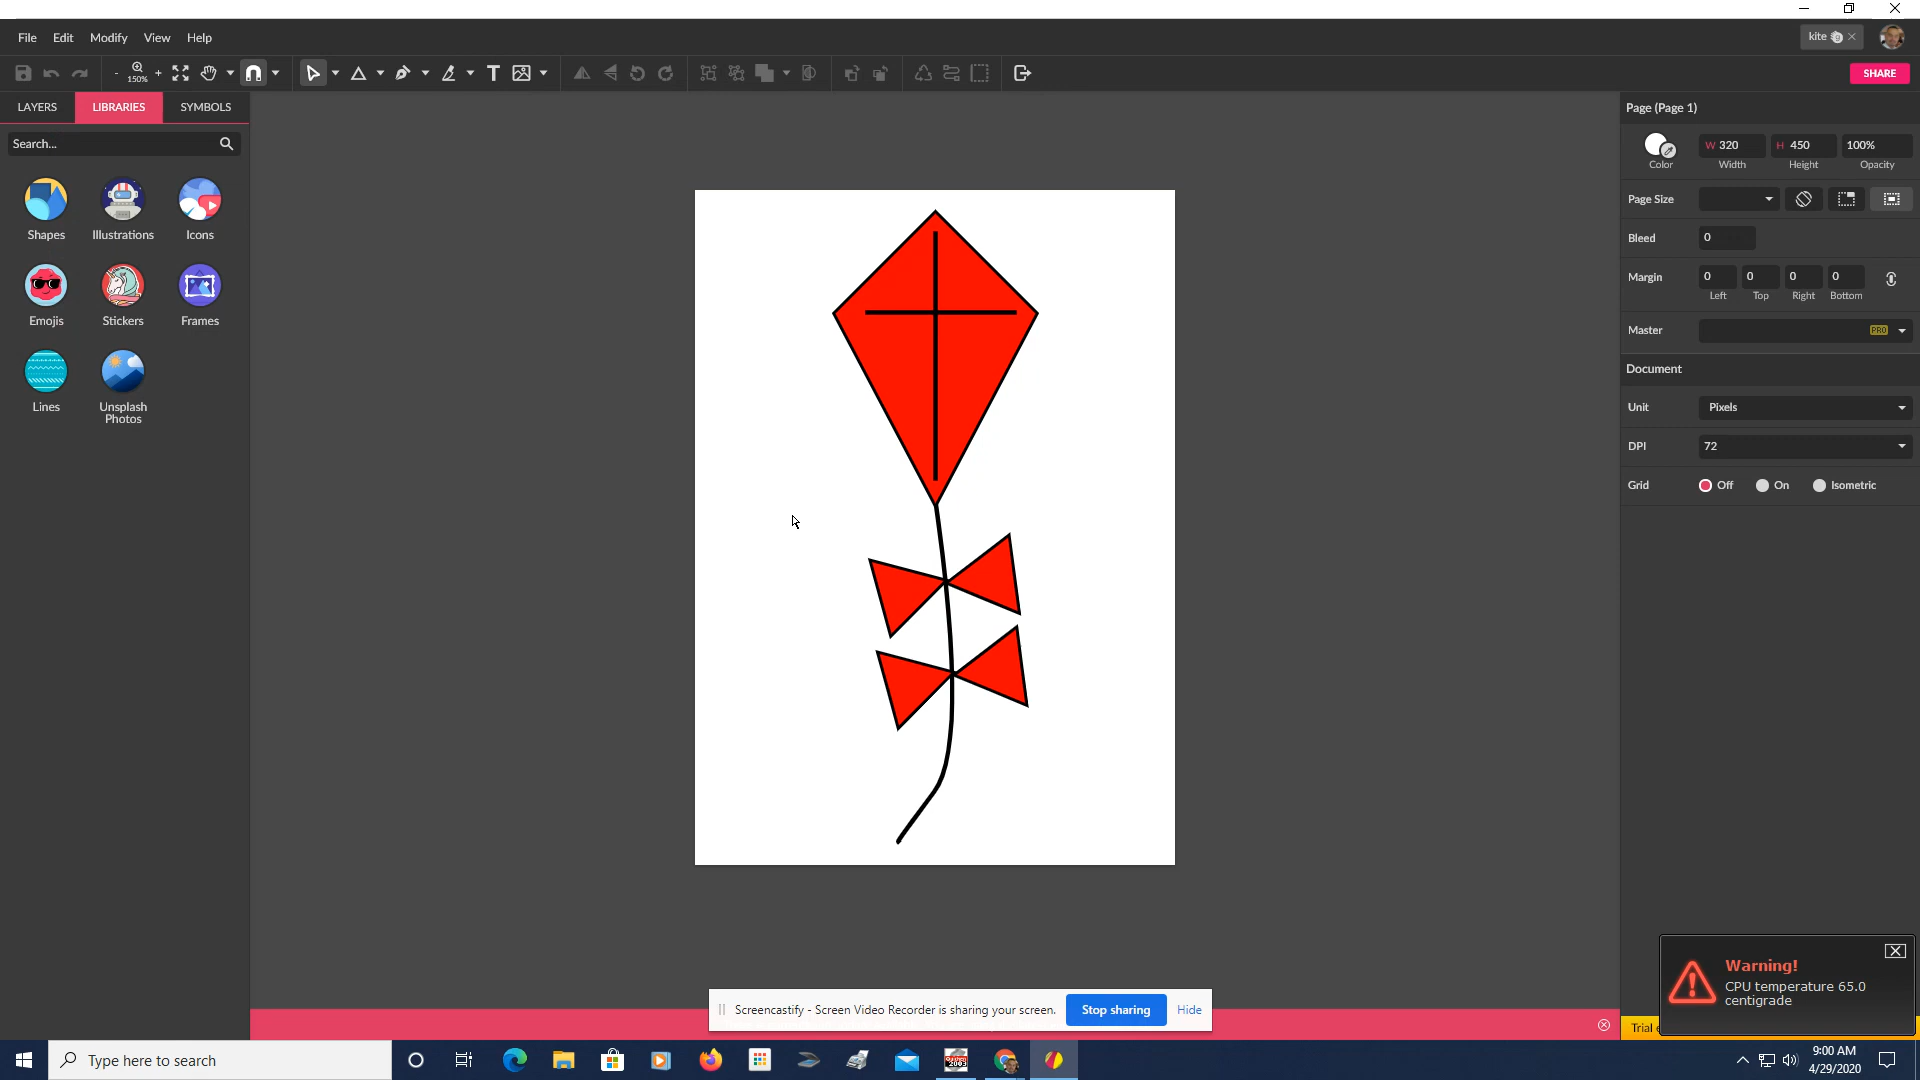 File Edit Modify View Help
kite
- 150% +
SHARE
LAYERS LIBRARIES SYMBOLS
Search...
Shapes Illustrations Icons
Emojis Stickers Frames
Lines Unsplash
Photos
Page (Page 1)
W 320 H 450 100%
Color Width Height Opacity
Page Size
Bleed 0
Margin 0 0 0 0
Left Top Right Bottom
Master PRO
Document
Unit Pixels
DPI 72
Grid Off On Isometric
Warning!
CPU temperature 65.0
centigrade
Screencastify - Screen Video Recorder is sharing your screen. Stop sharing Hide
Trial
Type here to search
9:00 AM
4/29/2020